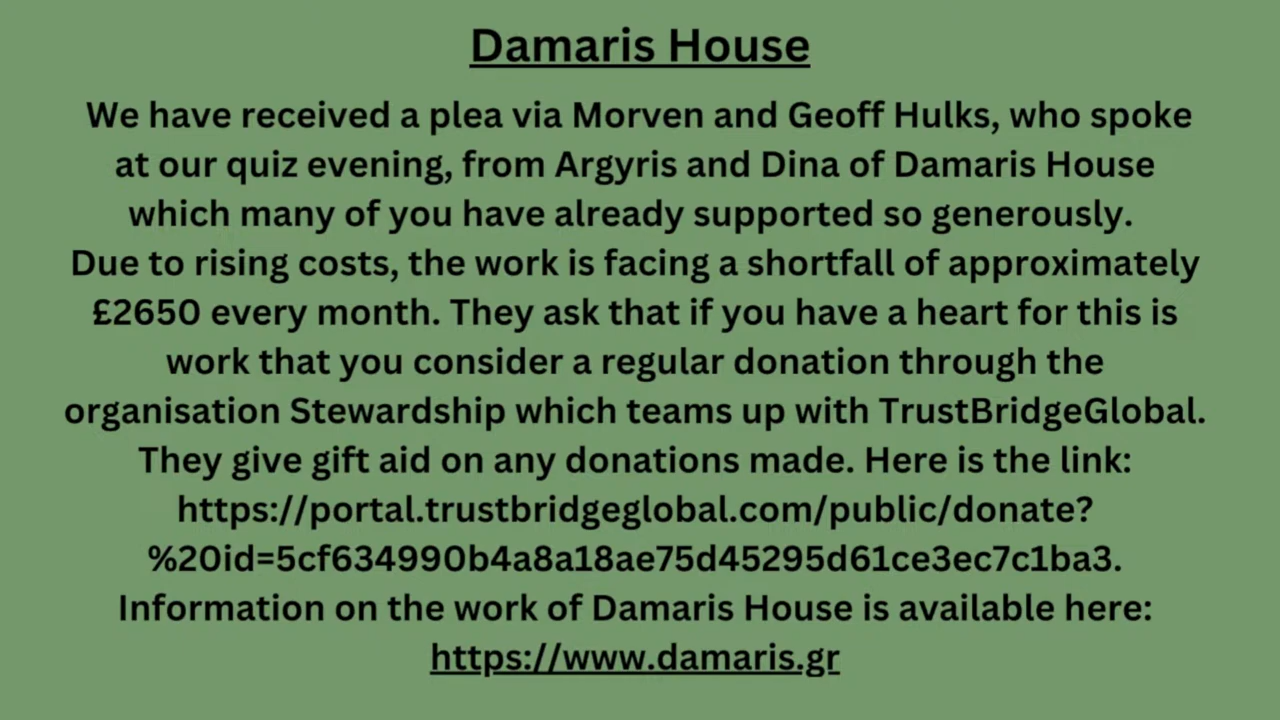 Damaris House
We have received a plea via Morven and Geoff Hulks, who spoke
at our quiz evening, from Argyris and Dina of Damaris House
which many of you have already supported so generously.
Due to rising costs, the work is facing a shortfall of approximately
£2650 every month. They ask that if you have a heart for this is
work that you consider a regular donation through the
organisation Stewardship which teams up with TrustBridgeGlobal.
They give gift aid on any donations made. Here is the link:
https://portal.trustbridgeglobal.com/public/donate?
%20id=5cf634990b4a8a18ae75d45295d61ce3ec7c1ba3.
Information on the work of Damaris House is available here:
https://www.damaris.gr